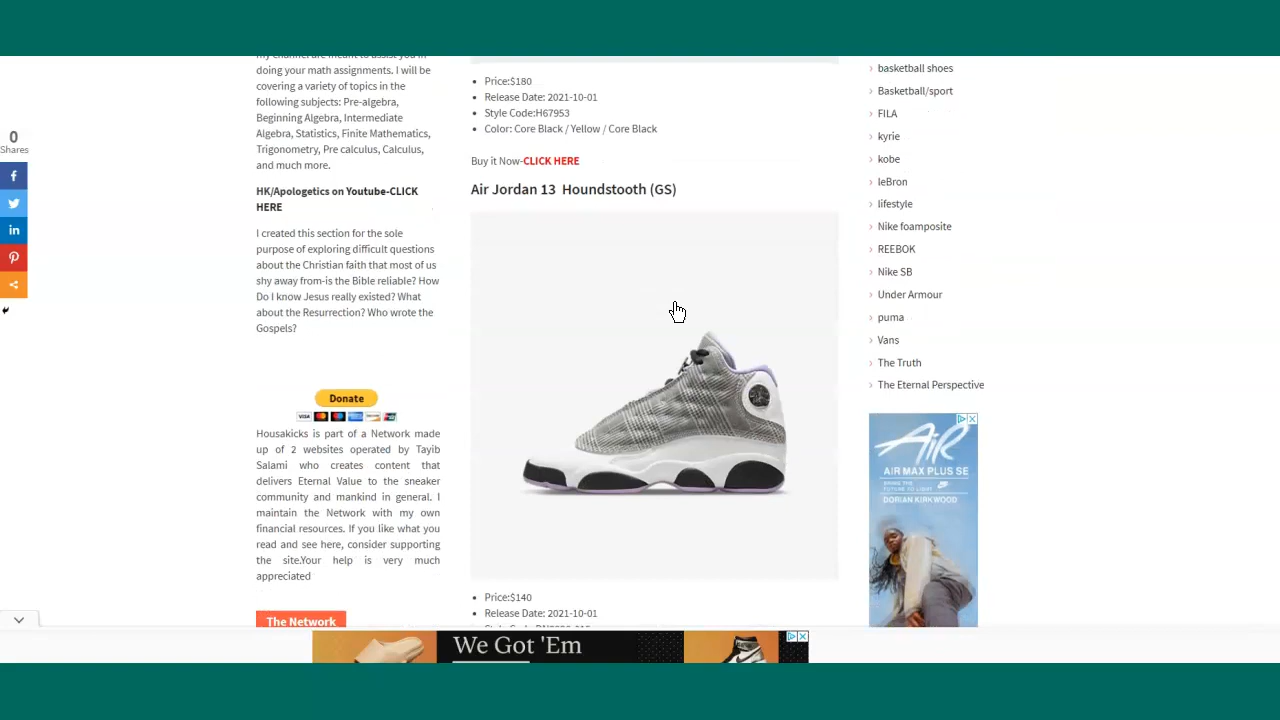 my channel are meant to assist you in
doing your math assignments. I will be
covering a variety of topics in the
following subjects: Pre-algebra,
Beginning Algebra, Intermediate
Algebra, Statistics, Finite Mathematics,
Trigonometry, Pre calculus, Calculus,
and much more.
HK/Apologetics on Youtube-CLICK
HERE
I created this section for the sole
purpose of exploring difficult questions
about the Christian faith that most of us
shy away from-is the Bible reliable? How
Do I know Jesus really existed? What
about the Resurrection? Who wrote the
Gospels?
Donate
VISA
Housakicks is part of a Network made
up of 2 websites operated by Tayib
Salami who creates content that
delivers Eternal Value to the sneaker
community and mankind in general. I
maintain the Network with my own
financial resources. If you like what you
read and see here, consider supporting
the site.Your help is very much
appreciated
The Network
0
Shares
Price:$180
Release Date: 2021-10-01
Style Code:H67953
Color: Core Black / Yellow / Core Black
Buy it Now-CLICK HERE
Air Jordan 13 Houndstooth (GS)
Price:$140
Release Date: 2021-10-01
basketball shoes
Basketball/sport
FILA
kyrie
kobe
leBron
lifestyle
Nike foamposite
REEBOK
Nike SB
Under Armour
puma
Vans
The Truth
The Eternal Perspective
AIR
AIR MAX PLUS SE
BRING THE
FUTURE TO LIGHT
DORIAN KIRKWOOD
We Got 'Em